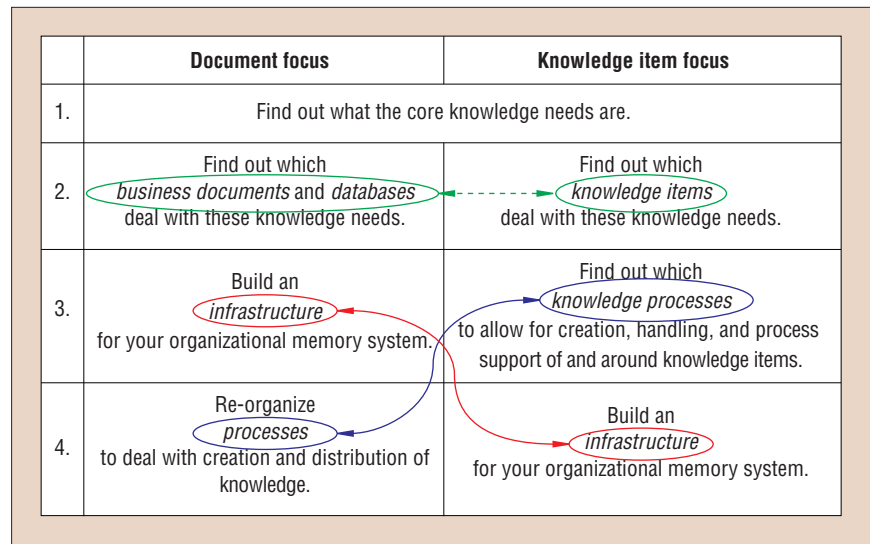 Document focus
Knowledge item focus
1.
Find out what the core knowledge needs are.
2.
Find out which
business documents and databases
deal with these knowledge needs.
Find out which
knowledge items
deal with these knowledge needs.
3.
Build an
infrastructure
for your organizational memory system.
Find out which
knowledge processes
to allow for creation, handling, and process
support of and around knowledge items.
4.
Re-organize
processes
to deal with creation and distribution of
knowledge.
Build an
infrastructure
for your organizational memory system.